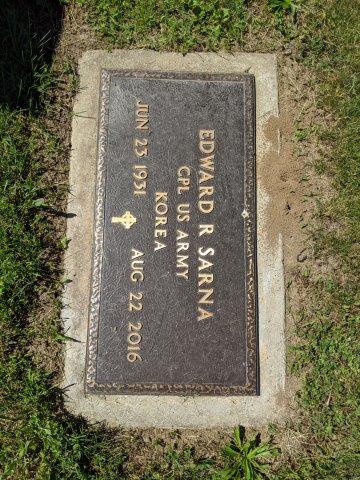 EDWARD R SARNA
CPL US ARMY
KOREA
JUN 23 1931 AUG 22 2016